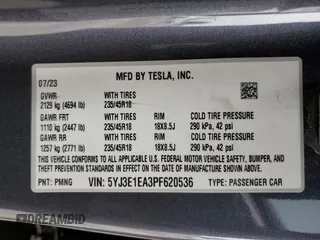 07/23 MFD BY TESLA, INC.
GVWR WITH TIRES
2129 kg (4694 lb) 235/45R18
GAWR FRT WITH TIRES RIM COLD TIRE PRESSURE
1110 kg (2447 lb) 235/45R18 18X8.5J 290 kPa, 42 psi
GAWR RR WITH TIRES RIM COLD TIRE PRESSURE
1257 kg (2771 lb) 235/45R18 18X8.5J 290 kPa, 42 psi
THIS VEHICLE CONFORMS TO ALL APPLICABLE U.S.
FEDERAL MOTOR VEHICLE SAFETY, BUMPER, AND
THEFT PREVENTION STANDARDS IN EFFECT ON THE DATE OF MANUFACTURE SHOWN ABOVE.
PNT: PMNG VIN: 5YJ3E1EA3PF620536 TYPE: PASSENGER CAR
AUTOBIDMASTER